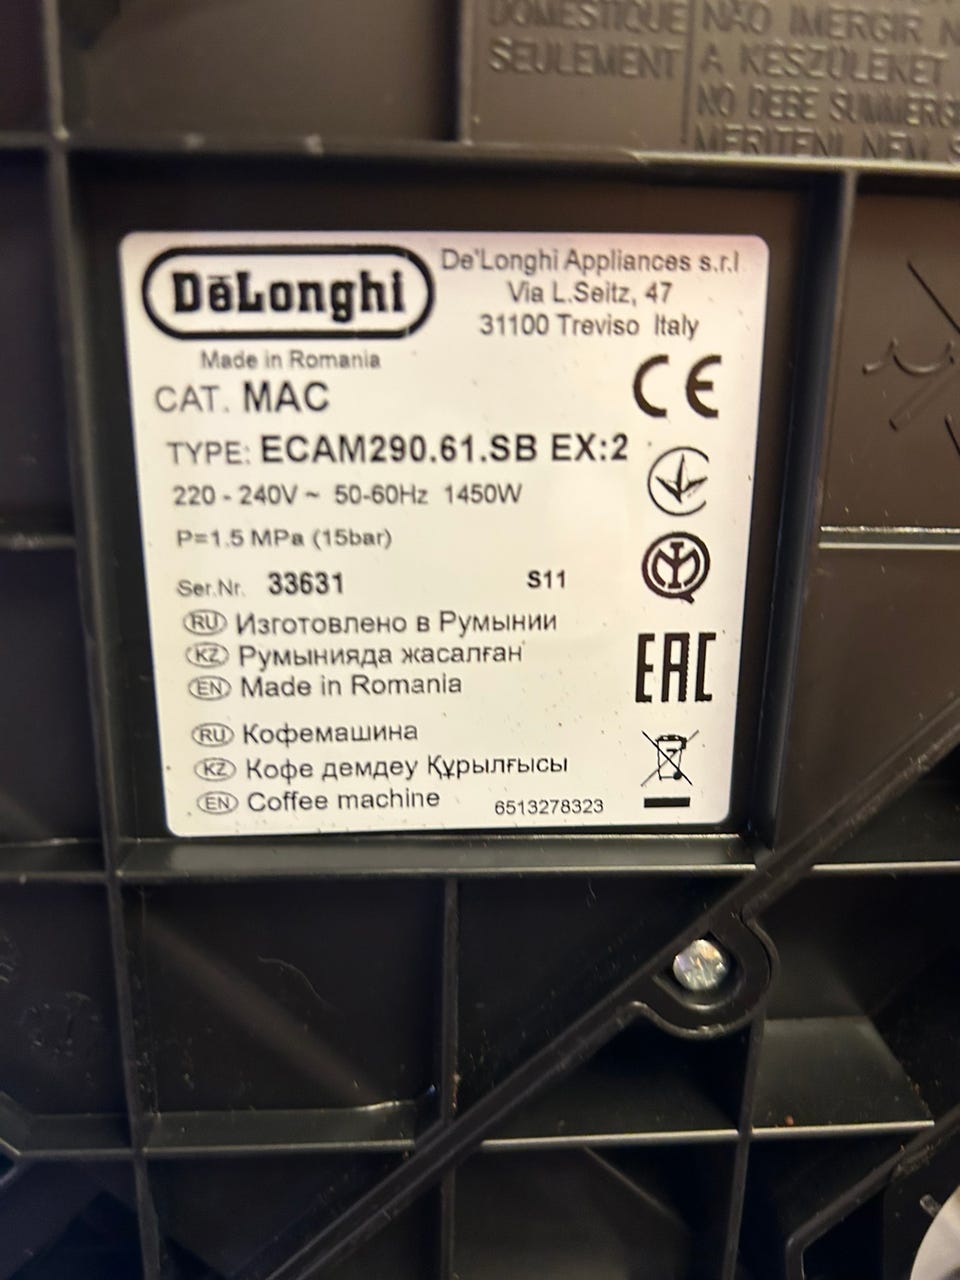 DOMESTIQUE
SEULEMENT
NÃO IMERGIR
A KÉSZÜLÉKET
NO DEBE SUMMERG
MERITENI NEM S
DeLonghi
De'Longhi Appliances s.r.l
Via L.Seitz, 47
31100 Treviso Italy
Made in Romania
CAT. MAC
CE
TYPE: ECAM290.61.SB EX:2
220 - 240V ~ 50-60Hz 1450W
P=1.5 MPa (15bar)
Ser.Nr. 33631 S11
RU Изготовлено в Румынии
KZ Румынияда жасалған
EN Made in Romania
EAC
RU Кофемашина
KZ Кофе демдеу Құрылғысы
EN Coffee machine
6513278323